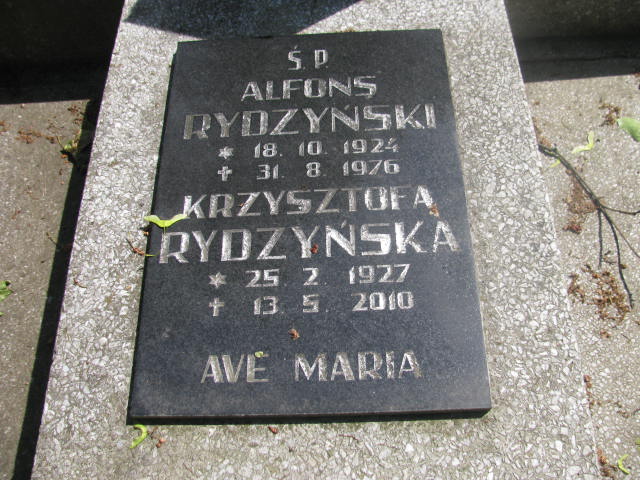 Ś. P.
ALFONS
RYDZYŃSKI
* 18. 10. 1924
✝ 31. 8. 1976
KRZYSZTOFA
RYDZYŃSKA
* 25. 2. 1927
✝ 13. 5. 2010
AVE MARIA